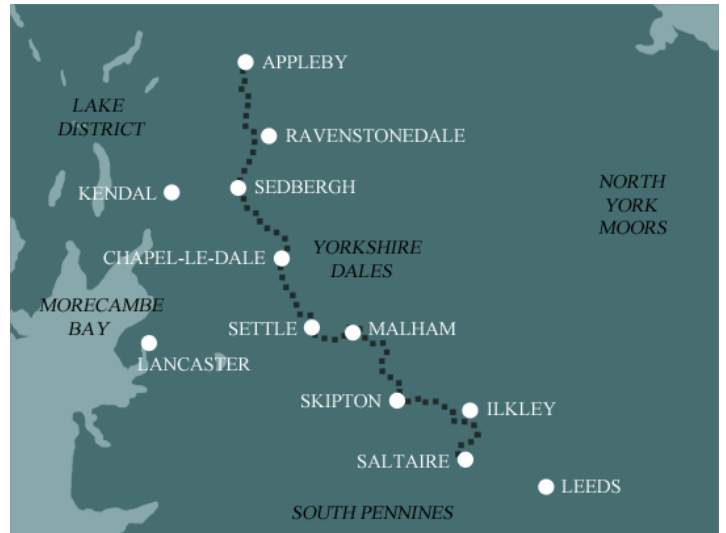 APPLEBY
LAKE
DISTRICT
RAVENSTONEDALE
KENDAL
SEDBERGH
NORTH
YORK
MOORS
CHAPEL-LE-DALE
YORKSHIRE
DALES
MORECAMBE
BAY
SETTLE
MALHAM
LANCASTER
SKIPTON
ILKLEY
SALTAIRE
LEEDS
SOUTH PENNINES